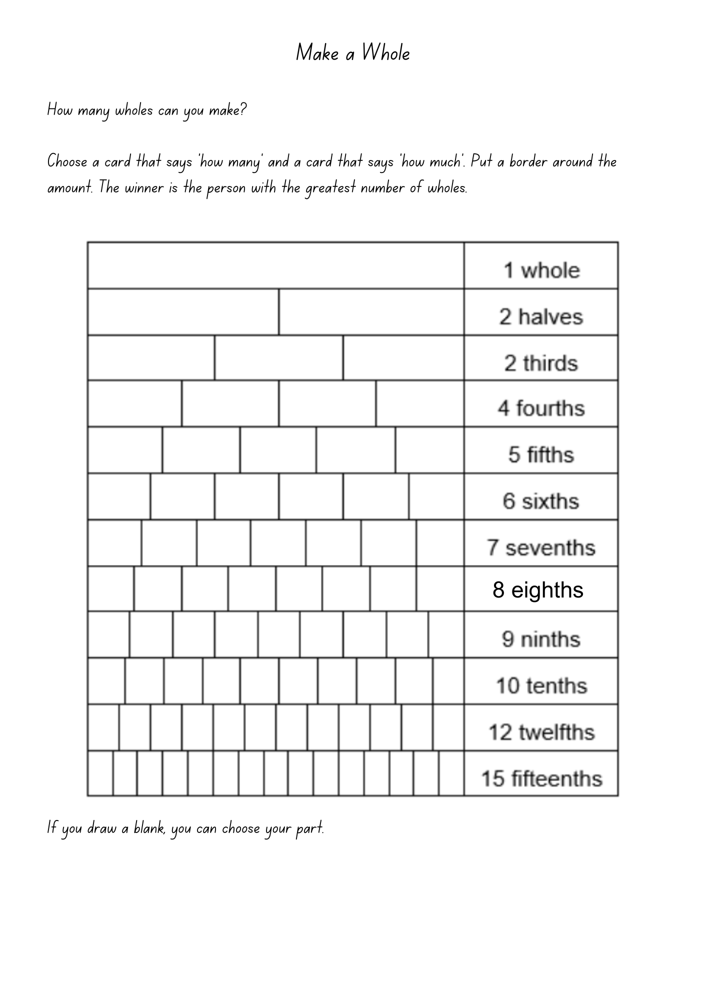 Make a Whole
How many wholes can you make?
Choose a card that says 'how many' and a card that says 'how much'. Put a border around the
amount. The winner is the person with the greatest number of wholes.
1 whole
2 halves
2 thirds
4 fourths
5 fifths
6 sixths
7 sevenths
8 eighths
9 ninths
10 tenths
12 twelfths
15 fifteenths
If you draw a blank, you can choose your part.